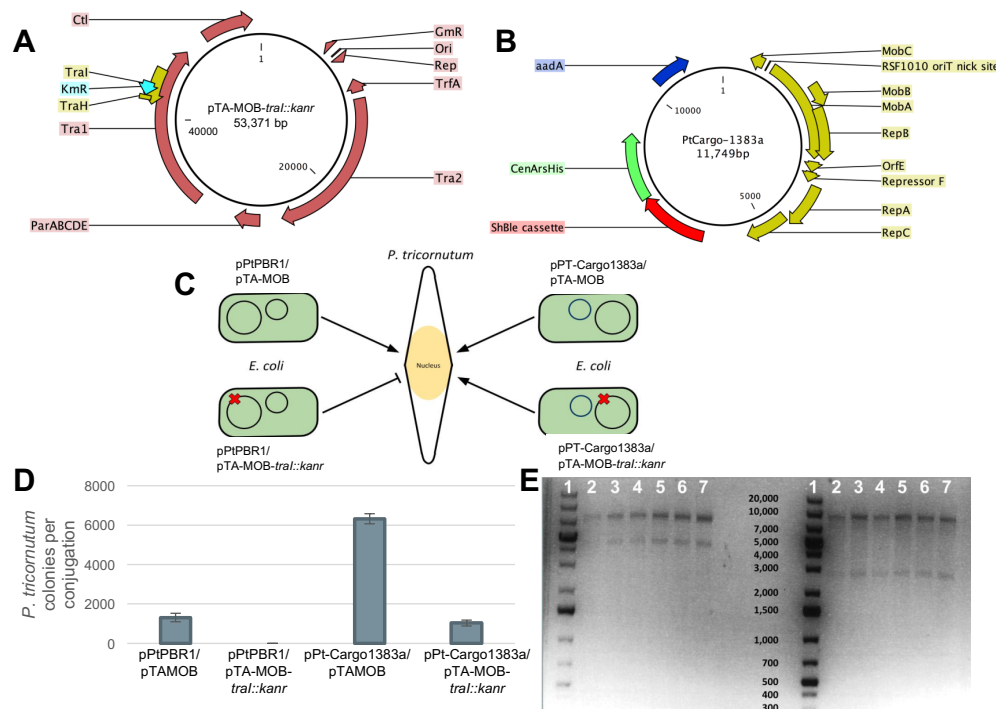 A
Ctl
1
GmR
Ori
Rep
TrfA
TraI
KmR
TraH
Tra1
pTA-MOB-traI::kanr
53,371 bp
40000
20000
Tra2
ParABCDE
B
aadA
1
MobC
RSF1010 oriT nick site
MobB
MobA
RepB
10000
PtCargo-1383a
11,749bp
CenArsHis
5000
OrfE
Repressor F
RepA
RepC
ShBle cassette
C
pPtPBR1/
pTA-MOB
P. tricornutum
pPT-Cargo1383a/
pTA-MOB
E. coli
Nucleus
E. coli
pPtPBR1/
pTA-MOB-traI::kanr
pPT-Cargo1383a/
pTA-MOB-traI::kanr
D
P. tricornutum
colonies per
conjugation
8000
6000
4000
2000
0
pPtPBR1/
pTAMOB
pPtPBR1/
pTA-MOB-
traI::kanr
pPt-Cargo1383a/
pTAMOB
pPt-Cargo1383a/
pTA-MOB-traI::kanr
E
1 2 3 4 5 6 7
20,000
10,000
7,000
5,000
4,000
3,000
2,000
1,500
1,000
700
500
400
300
1 2 3 4 5 6 7